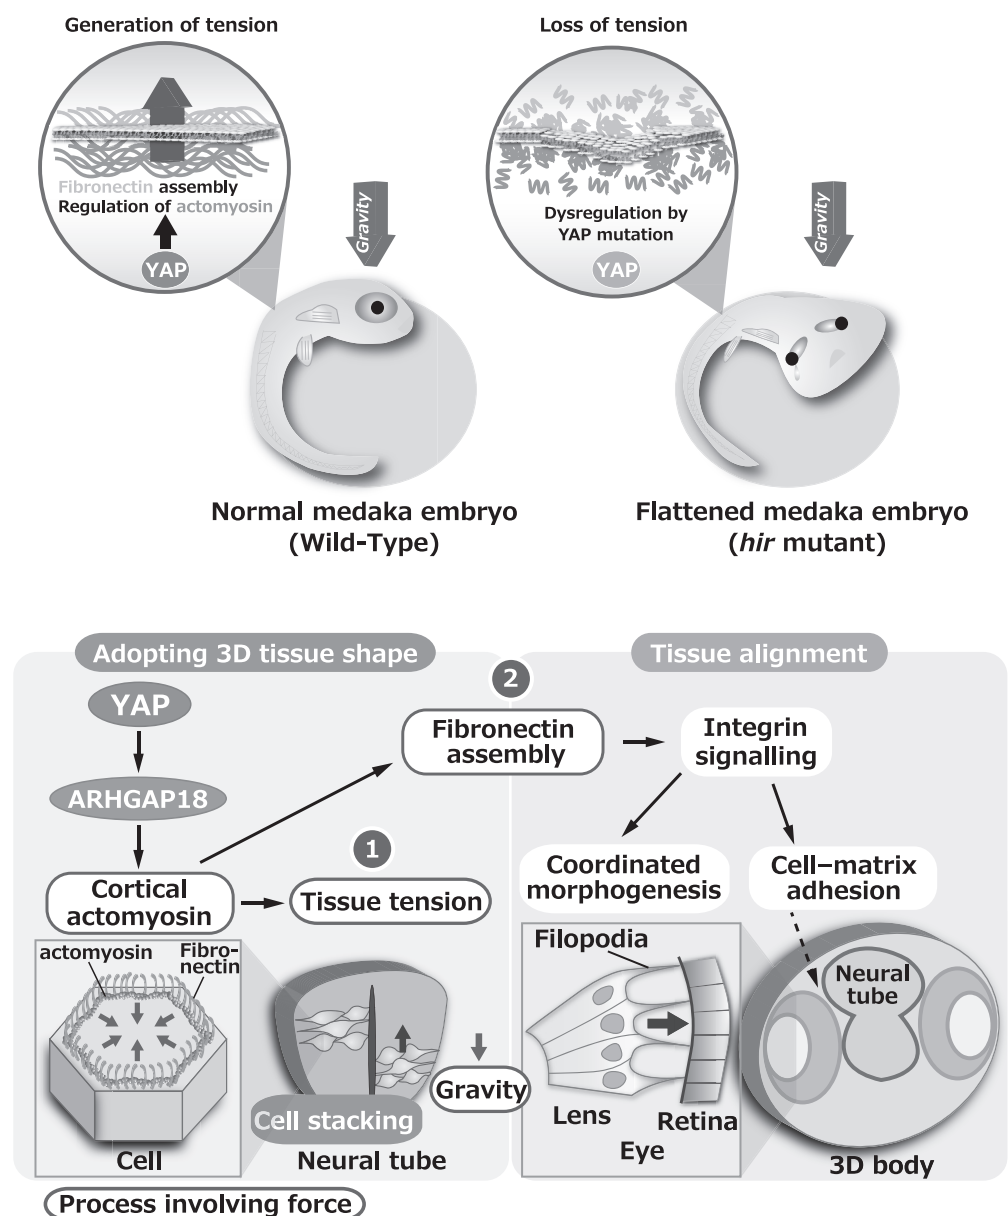 Generation of tension
Fibronectin assembly
Regulation of actomyosin
YAP
Gravity
Normal medaka embryo
(Wild-Type)
Loss of tension
Dysregulation by
YAP mutation
YAP
Gravity
Flattened medaka embryo
(hir mutant)
Adopting 3D tissue shape
Tissue alignment
2
YAP
ARHGAP18
Cortical
actomyosin
1
Tissue tension
Fibronectin
assembly
Integrin
signalling
Coordinated
morphogenesis
Cell–matrix
adhesion
actomyosin
Fibro-
nectin
Cell
Cell stacking
Neural tube
Gravity
Filopodia
Lens
Retina
Eye
Neural
tube
3D body
Process involving force